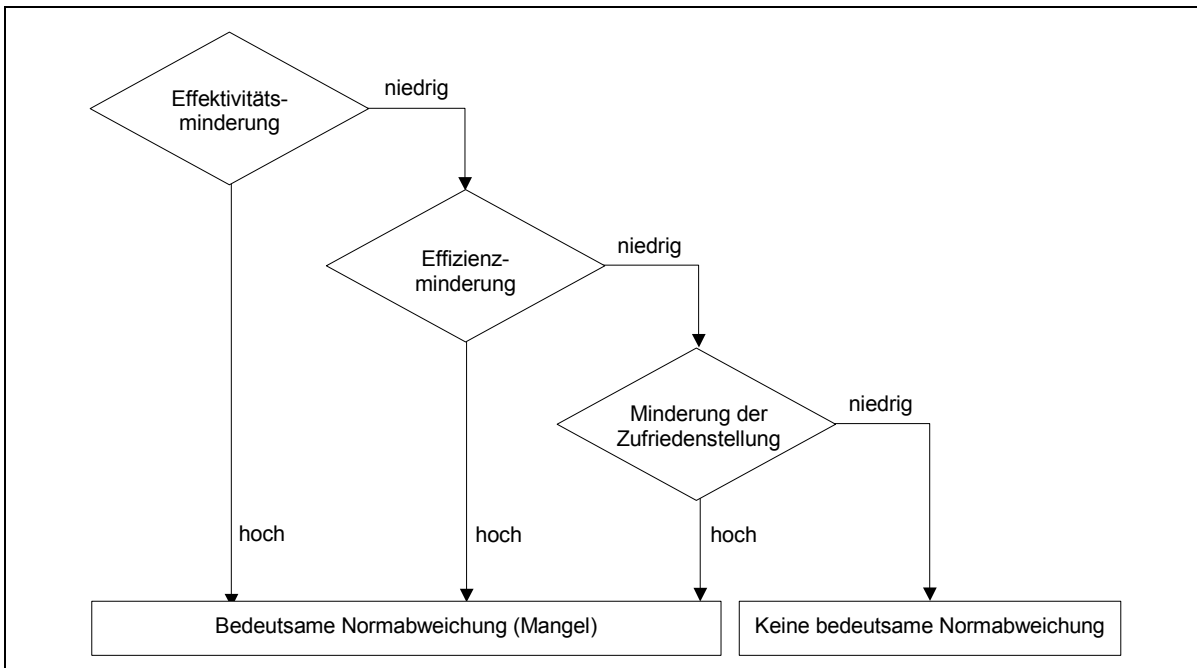 niedrig
Effektivitäts-
minderung
niedrig
Effizienz-
minderung
niedrig
Minderung der
Zufriedenstellung
hoch
hoch
hoch
Bedeutsame Normabweichung (Mangel)
Keine bedeutsame Normabweichung